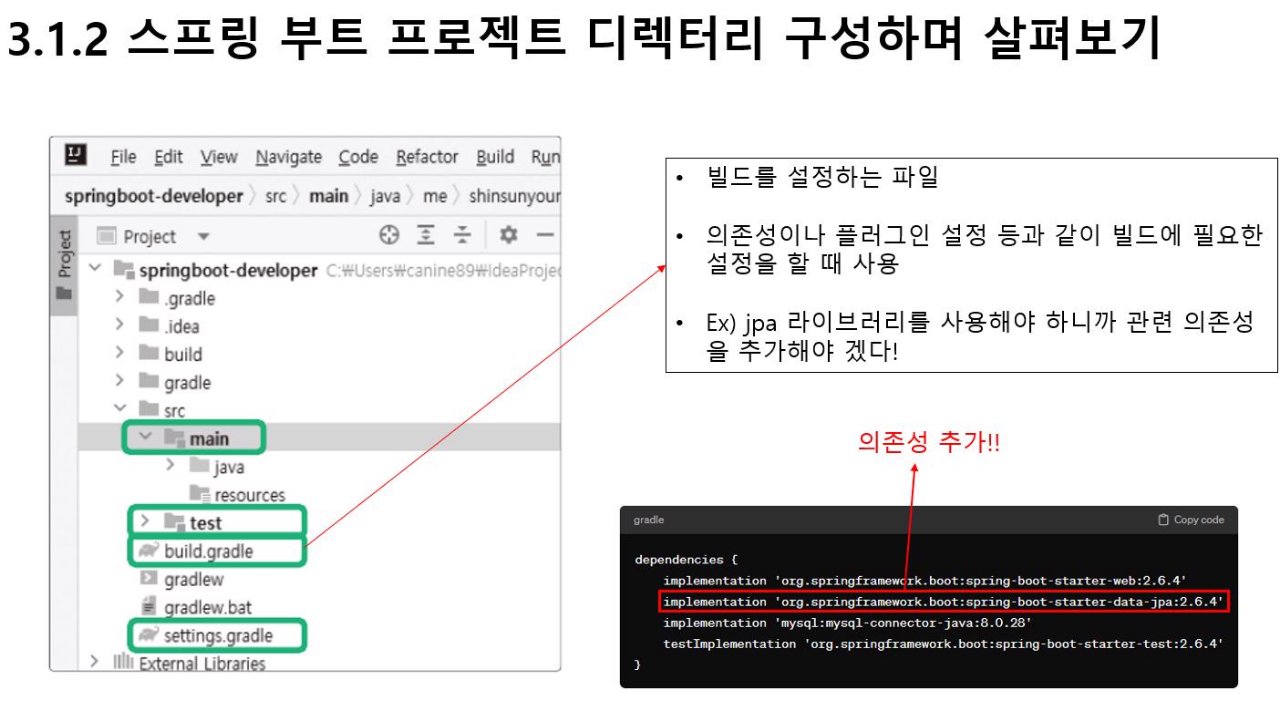 3.1.2 스프링 부트 프로젝트 디렉터리 구성하며 살펴보기
File Edit View Navigate Code Refactor Build Run
springboot-developer 〉 src 〉 main 〉 java 〉 me 〉 shinsunyour
Project
Project
springboot-developer C:₩Users₩canine89₩IdeaProjec
.gradle
.idea
build
gradle
src
main
java
resources
test
build.gradle
gradlew
gradlew.bat
settings.gradle
External Libraries
• 빌드를 설정하는 파일
• 의존성이나 플러그인 설정 등과 같이 빌드에 필요한
설정을 할 때 사용
• Ex) jpa 라이브러리를 사용해야 하니까 관련 의존성
을 추가해야 겠다!
의존성 추가!!
gradle
Copy code
dependencies {
implementation 'org.springframework.boot:spring-boot-starter-web:2.6.4'
implementation 'org.springframework.boot:spring-boot-starter-data-jpa:2.6.4'
implementation 'mysql:mysql-connector-java:8.0.28'
testImplementation 'org.springframework.boot:spring-boot-starter-test:2.6.4'
}